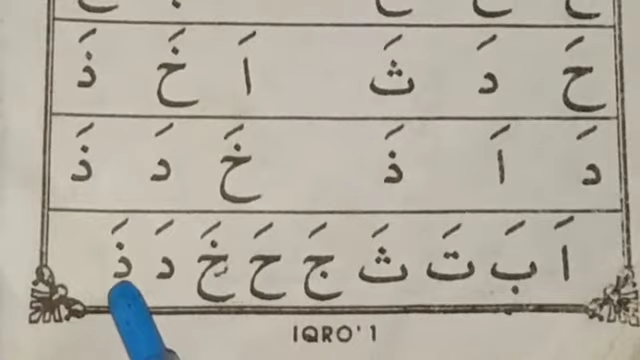 حَ دَ ثَ اَ خَ ذَ
دَ اَ ذَ خَ دَ ذَ
اَ بَ تَ ثَ جَ حَ خَ دَ ذَ
IQRO' 1